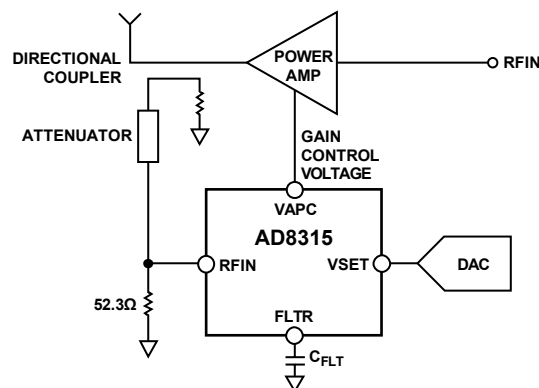 POWER
AMP
RFIN
DIRECTIONAL
COUPLER
ATTENUATOR
GAIN
CONTROL
VOLTAGE
VAPC
AD8315
RFIN
VSET
DAC
52.3Ω
FLTR
CFLT